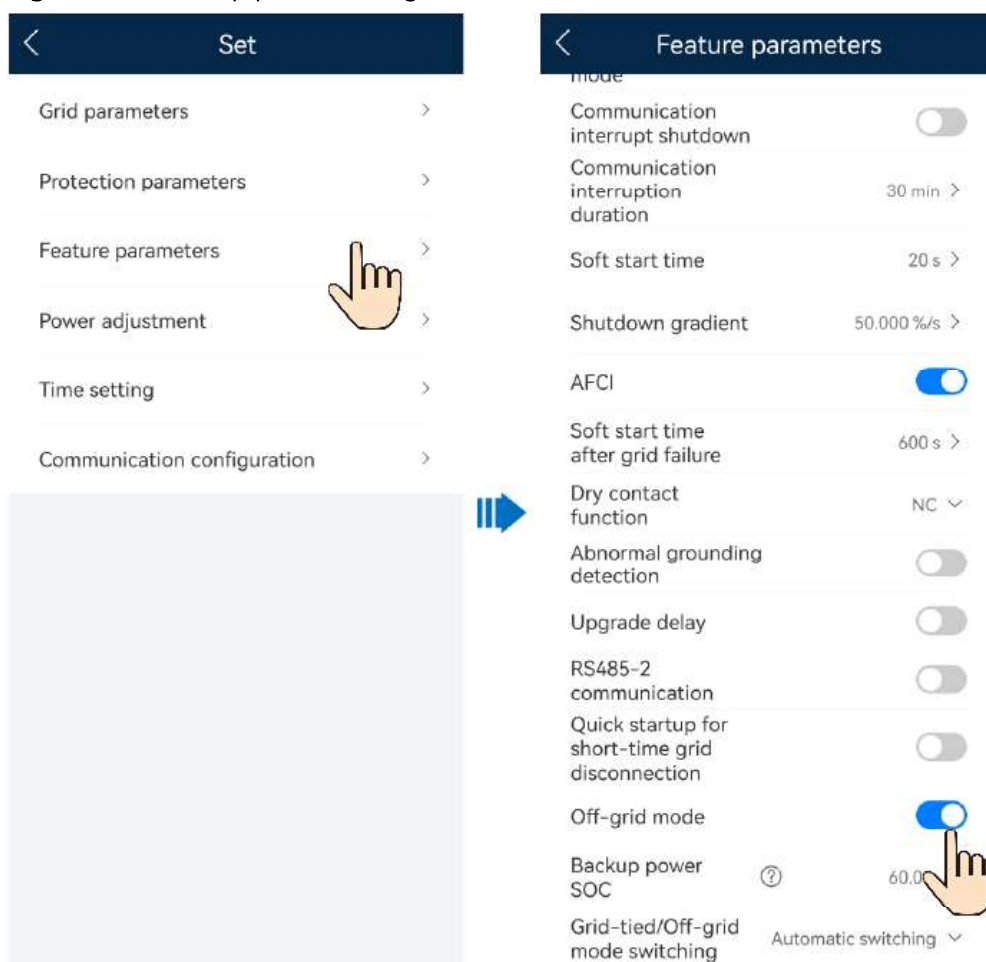 Set
Grid parameters
Protection parameters
Feature parameters
Power adjustment
Time setting
Communication configuration
Feature parameters
mode
Communication
interrupt shutdown
Communication
interruption
duration
30 min
Soft start time
20 s
Shutdown gradient
50.000 %/s
AFCI
Soft start time
after grid failure
600 s
Dry contact
function
NC
Abnormal grounding
detection
Upgrade delay
RS485-2
communication
Quick startup for
short-time grid
disconnection
Off-grid mode
Backup power
SOC
?
Grid-tied/Off-grid
mode switching
Automatic switching